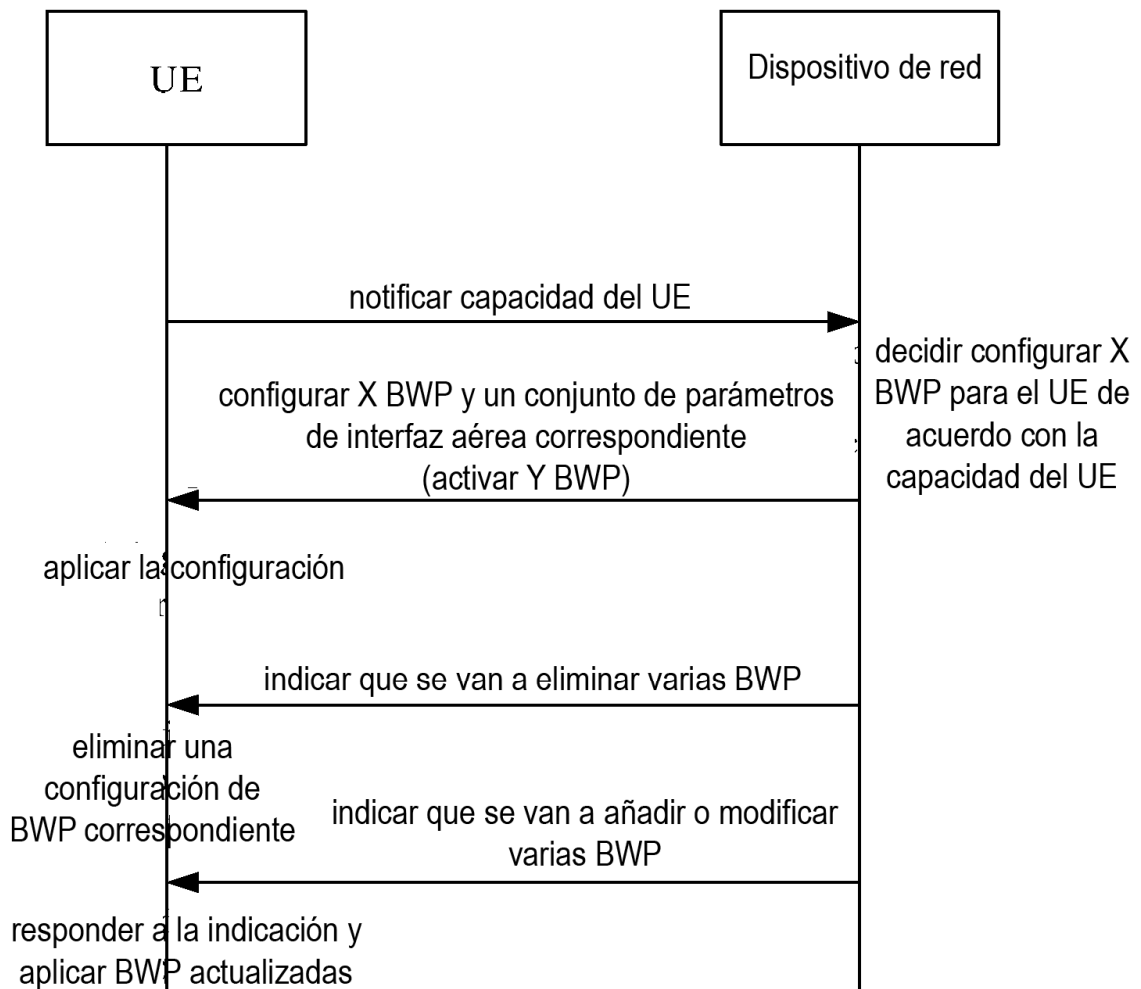 UE
Dispositivo de red
notificar capacidad del UE
decidir configurar X
BWP para el UE de
acuerdo con la
capacidad del UE
configurar X BWP y un conjunto de parámetros
de interfaz aérea correspondiente
(activar Y BWP)
aplicar la configuración
indicar que se van a eliminar varias BWP
eliminar una
configuración de
BWP correspondiente
indicar que se van a añadir o modificar
varias BWP
responder a la indicación y
aplicar BWP actualizadas